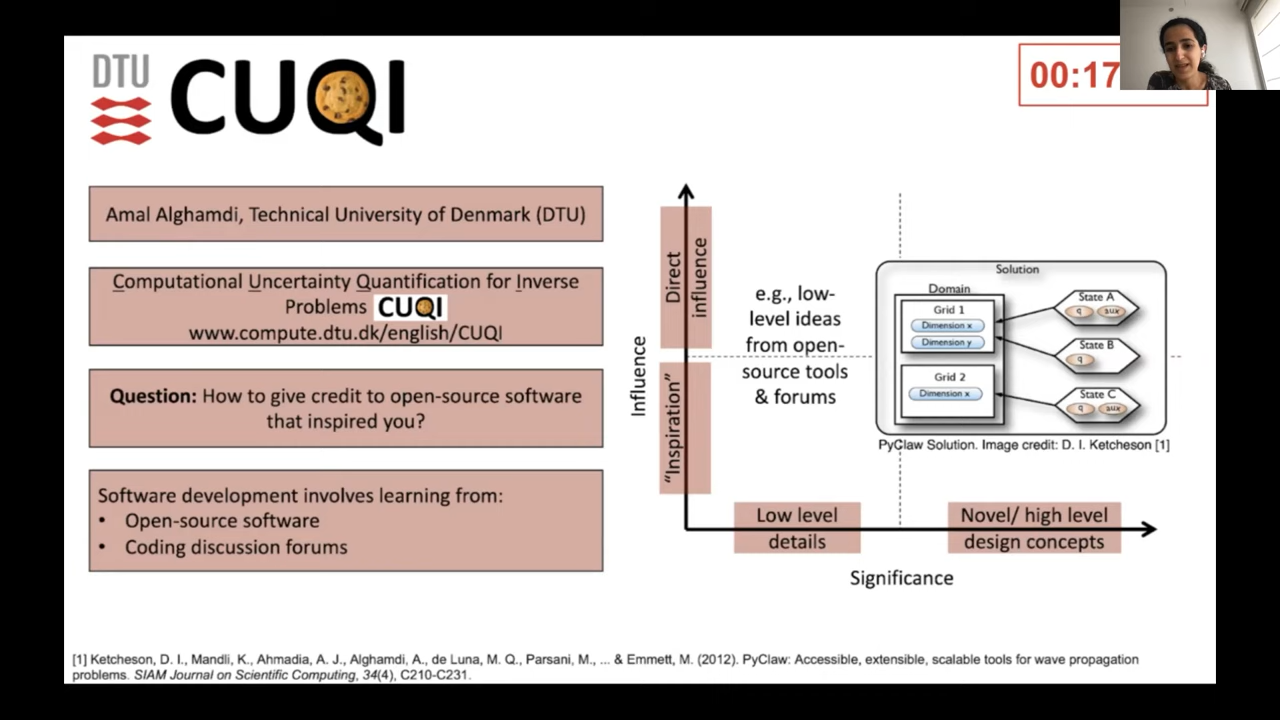 DTU CUQI
00:17
Amal Alghamdi, Technical University of Denmark (DTU)
Computational Uncertainty Quantification for Inverse
Problems CUQI
www.compute.dtu.dk/english/CUQI
Question: How to give credit to open-source software
that inspired you?
Software development involves learning from:
• Open-source software
• Coding discussion forums
Influence
Direct
influence
"Inspiration"
e.g., low-
level ideas
from open-
source tools
& forums
Solution
Domain
Grid 1
Dimension x
Dimension y
Grid 2
Dimension x
State A
q aux
State B
q
State C
q aux
PyClaw Solution. Image credit: D. I. Ketcheson [1]
Low level
details
Novel/ high level
design concepts
Significance
[1] Ketcheson, D. I., Mandli, K., Ahmadia, A. J., Alghamdi, A., de Luna, M. Q., Parsani, M., ... & Emmett, M. (2012). PyClaw: Accessible, extensible, scalable tools for wave propagation
problems. SIAM Journal on Scientific Computing, 34(4), C210-C231.